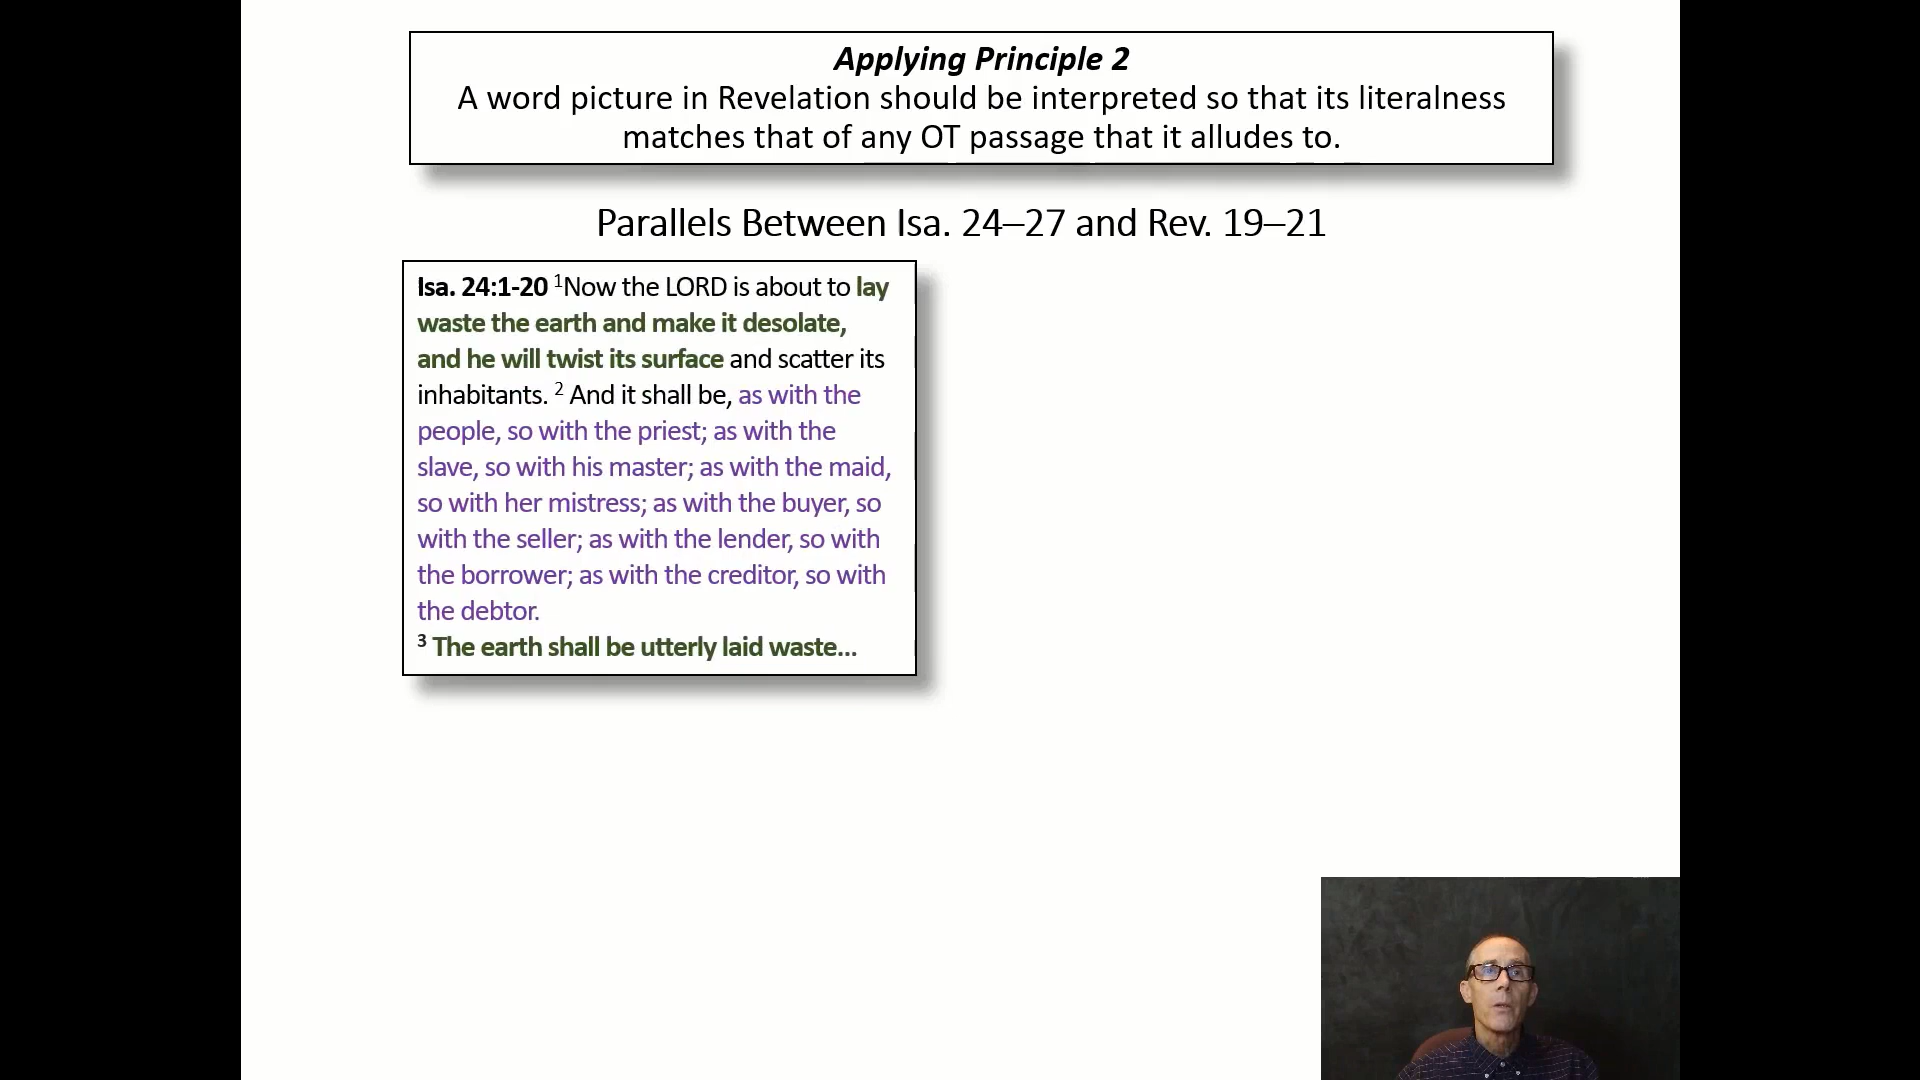 Applying Principle 2
A word picture in Revelation should be interpreted so that its literalness
matches that of any OT passage that it alludes to.
Parallels Between Isa. 24–27 and Rev. 19–21
Isa. 24:1-20 ¹Now the LORD is about to lay
waste the earth and make it desolate,
and he will twist its surface and scatter its
inhabitants. ² And it shall be, as with the
people, so with the priest; as with the
slave, so with his master; as with the maid,
so with her mistress; as with the buyer, so
with the seller; as with the lender, so with
the borrower; as with the creditor, so with
the debtor.
³ The earth shall be utterly laid waste…